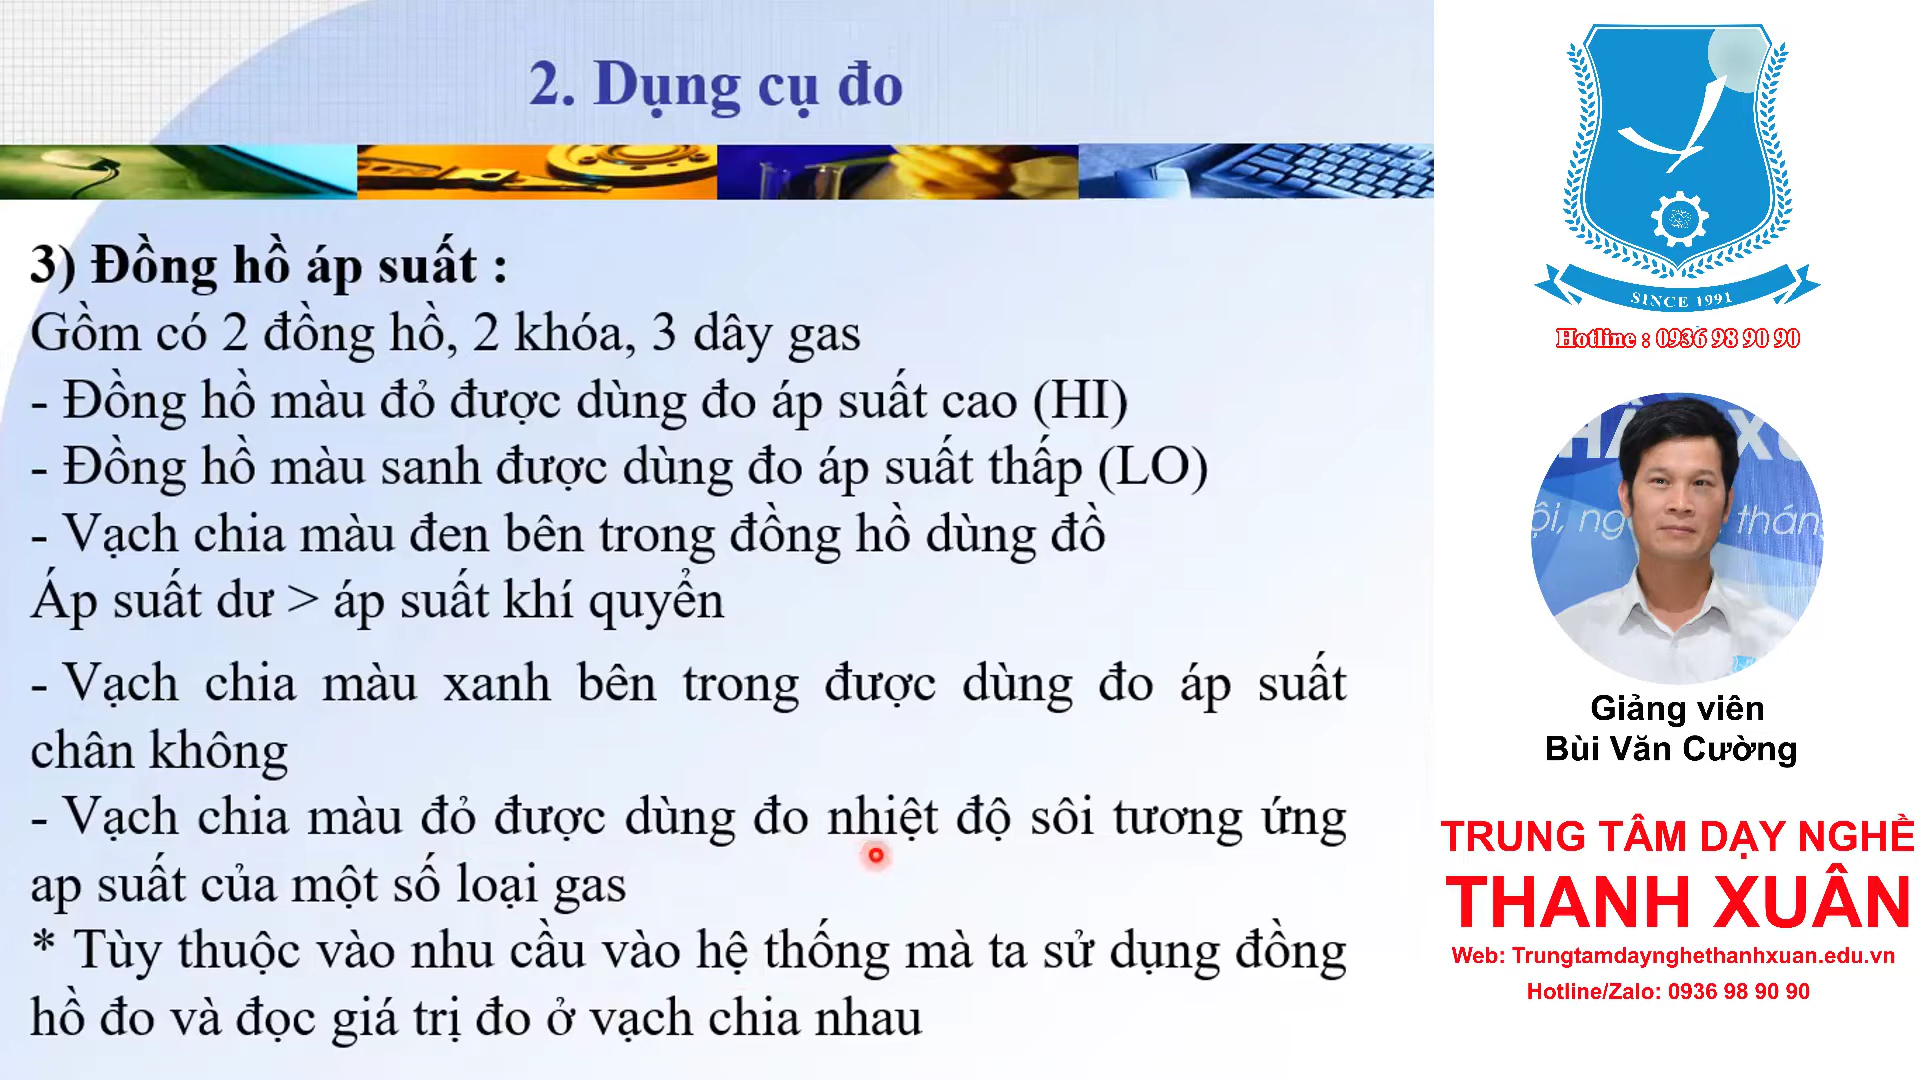 2. Dụng cụ đo
3) Đồng hồ áp suất :
Gồm có 2 đồng hồ, 2 khóa, 3 dây gas
- Đồng hồ màu đỏ được dùng đo áp suất cao (HI)
- Đồng hồ màu sanh được dùng đo áp suất thấp (LO)
- Vạch chia màu đen bên trong đồng hồ dùng đồ
Áp suất dư > áp suất khí quyển
- Vạch chia màu xanh bên trong được dùng đo áp suất
chân không
- Vạch chia màu đỏ được dùng đo nhiệt độ sôi tương ứng
ap suất của một số loại gas
* Tùy thuộc vào nhu cầu vào hệ thống mà ta sử dụng đồng
hồ đo và đọc giá trị đo ở vạch chia nhau
SINCE 1991
Hotline : 0936 98 90 90
Giảng viên
Bùi Văn Cường
TRUNG TÂM DẠY NGHỀ
THANH XUÂN
Web: Trungtamdaynghethanhxuan.edu.vn
Hotline/Zalo: 0936 98 90 90